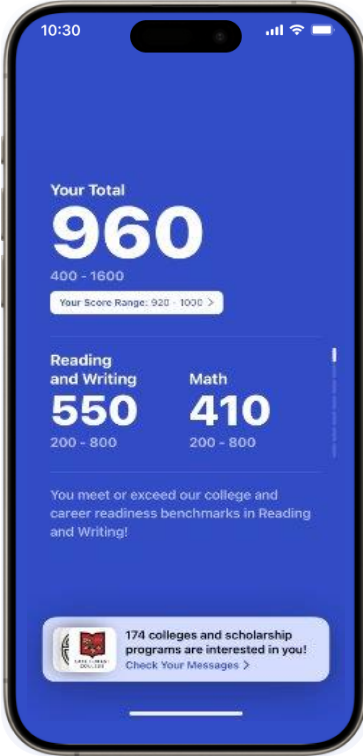 10:30
Your Total
960
400 - 1600
Your Score Range: 920 - 1000 >
Reading
and Writing
550
200 - 800
Math
410
200 - 800
You meet or exceed our college and
career readiness benchmarks in Reading
and Writing!
174 colleges and scholarship
programs are interested in you!
Check Your Messages >
COLLEGE